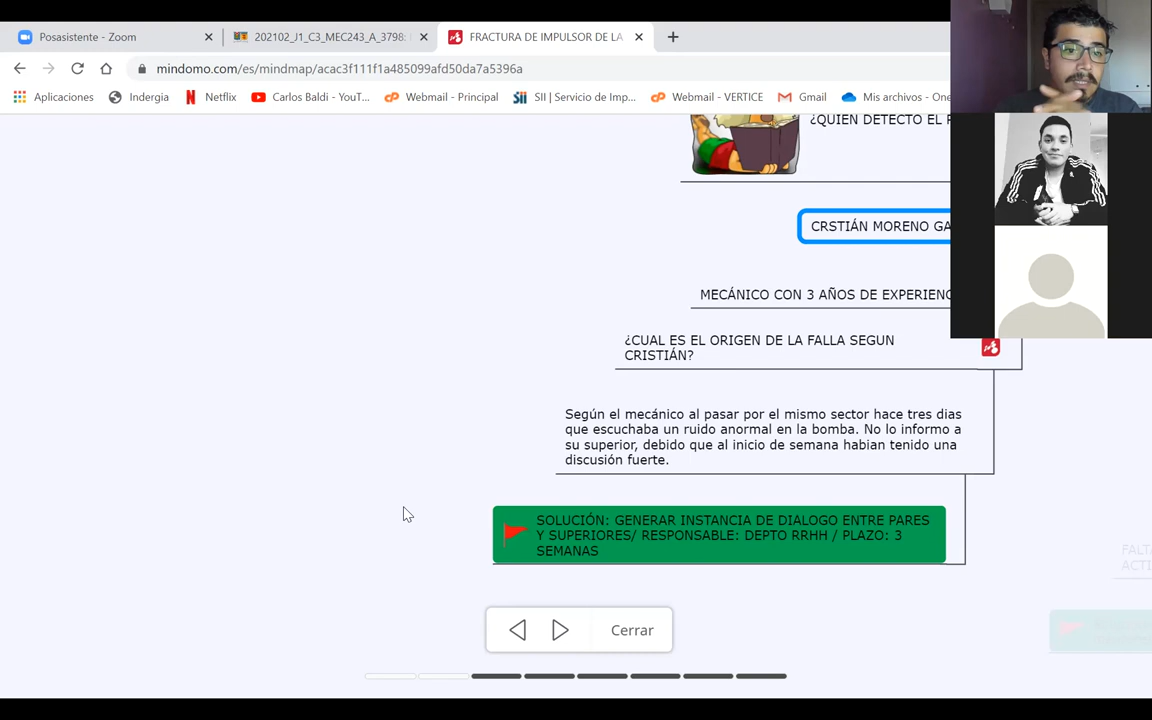 Posasistente - Zoom
202102_J1_C3_MEC243_A_3798:
FRACTURA DE IMPULSOR DE LA
mindomo.com/es/mindmap/acac3f111f1a485099afd50da7a5396a
Aplicaciones
Indergia
Netflix
Carlos Baldi - YouT...
Webmail - Principal
SII | Servicio de Imp...
Webmail - VERTICE
Gmail
Mis archivos - One
¿QUIEN DETECTO EL
CRSTIÁN MORENO
MECÁNICO CON 3 AÑOS DE
¿CUAL ES EL ORIGEN DE LA FALLA SEGUN
CRISTIÁN?
Según el mecánico al pasar por el mismo sector hace tres dias
que escuchaba un ruido anormal en la bomba. No lo informo a
su superior, debido que al inicio de semana habian tenido una
discusión fuerte.
SOLUCIÓN: GENERAR INSTANCIA DE DIALOGO ENTRE PARES
Y SUPERIORES/ RESPONSABLE: DEPTO RRHH / PLAZO: 3
SEMANAS
Cerrar